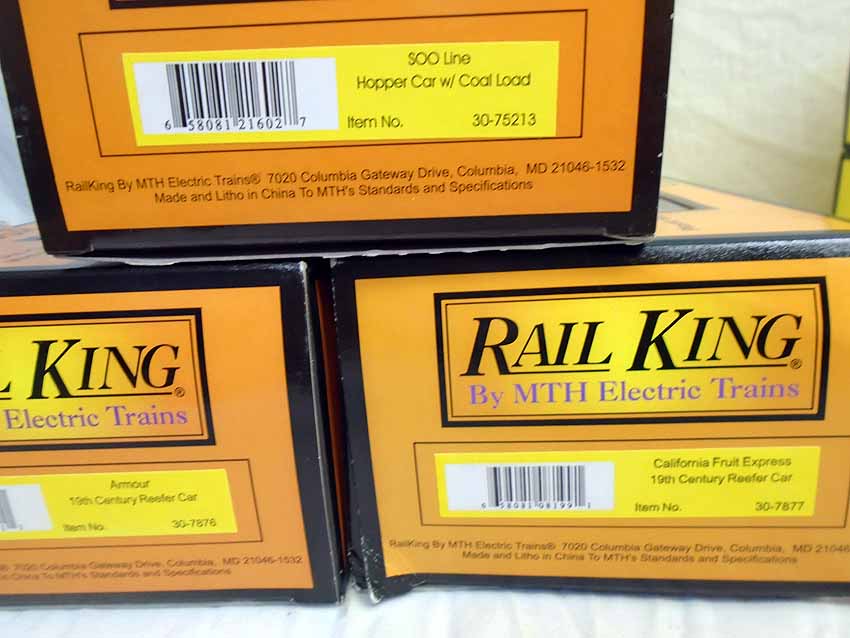 SOO Line
Hopper Car w/ Coal Load
6 58081 21602 7
Item No. 30-75213
RailKing By MTH Electric Trains® 7020 Columbia Gateway Drive, Columbia, MD 21046-1532
Made and Litho in China To MTH's Standards and Specifications
L KING®
Electric Trains
Armour
19th Century Reefer Car
Item No. 30-7876
7020 Columbia Gateway Drive, Columbia, MD 21046-1532
China To MTH's Standards and Specifications
RAIL KING®
By MTH Electric Trains
California Fruit Express
19th Century Reefer Car
6 58081 08199 1
Item No. 30-7877
RailKing By MTH Electric Trains® 7020 Columbia Gateway Drive, Columbia, MD 21046
Made and Litho in China To MTH's Standards and Specifications